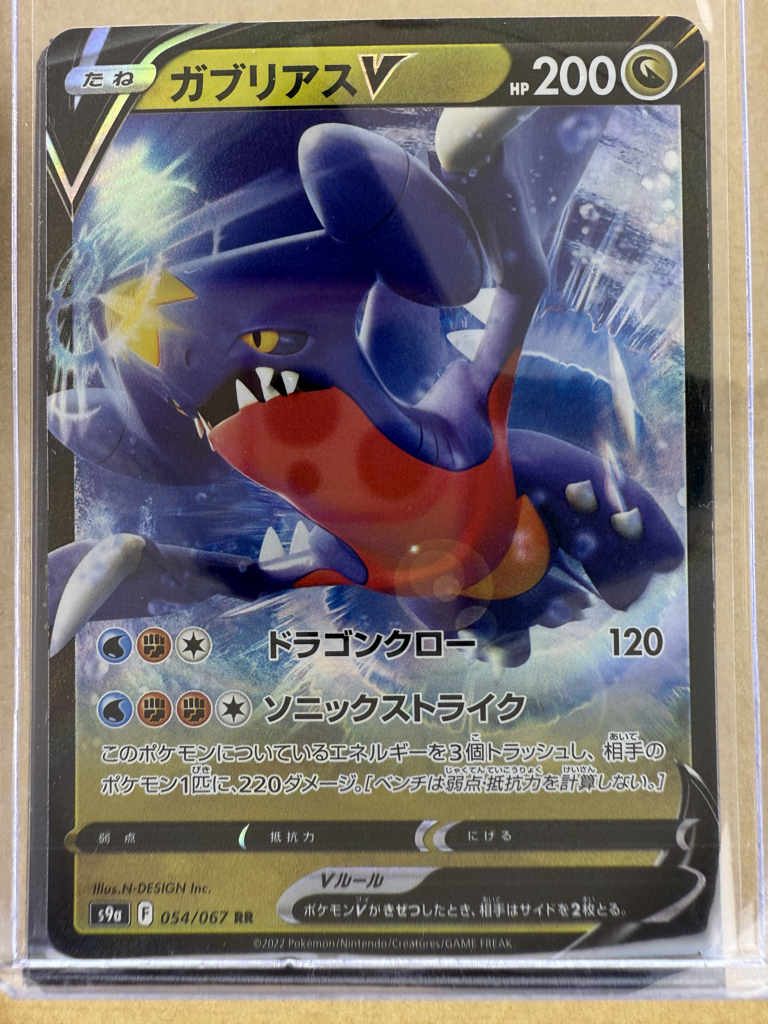 たね ガブリアスV HP 200
ドラゴンクロー 120
ソニックストライク
このポケモンについているエネルギーを3個トラッシュし、相手の
ポケモン1匹に、220ダメージ。[ベンチは弱点・抵抗力を計算しない。]
弱点 抵抗力 にげる
Illus.N-DESIGN Inc.
Vルール
s9a F 054/067 RR
ポケモンVがきぜつしたとき、相手はサイドを2枚とる。
©2022 Pokémon/Nintendo/Creatures/GAME FREAK.